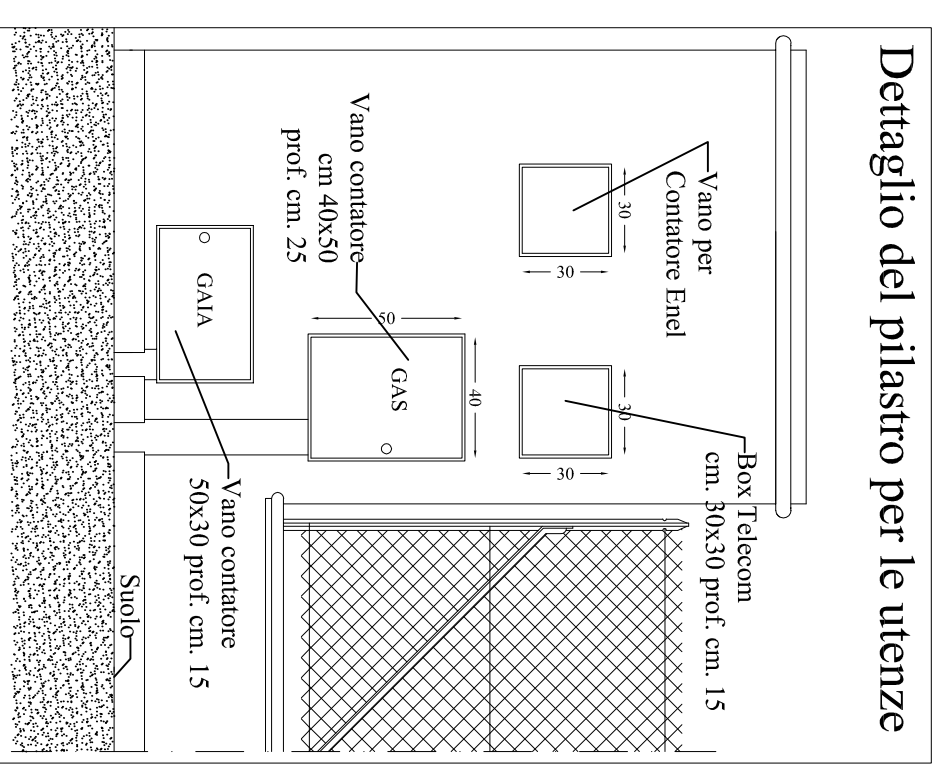 Dettaglio del pilastro per le utenze
Vano per
Contatore Enel
30
30
Box Telecom
cm. 30x30 prof. cm. 15
30
30
Vano contatore
cm 40x50
prof. cm. 25
50
40
GAS
GAIA
Vano contatore
50x30 prof. cm. 15
Suolo